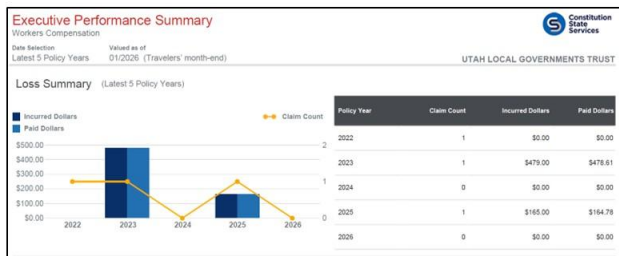 Executive Performance Summary
Workers Compensation
Constitution
State
Services
Date Selection Valued as of
Latest 5 Policy Years 01/2026 (Travelers' month-end)
UTAH LOCAL GOVERNMENTS TRUST
Loss Summary (Latest 5 Policy Years)
Incurred Dollars
Paid Dollars
Claim Count
$500.00 2
$400.00
$300.00 1
$200.00
$100.00
$0.00 0
2022 2023 2024 2025 2026
Policy Year Claim Count Incurred Dollars Paid Dollars
2022 1 $0.00 $0.00
2023 1 $479.00 $478.61
2024 0 $0.00 $0.00
2025 1 $165.00 $164.78
2026 0 $0.00 $0.00